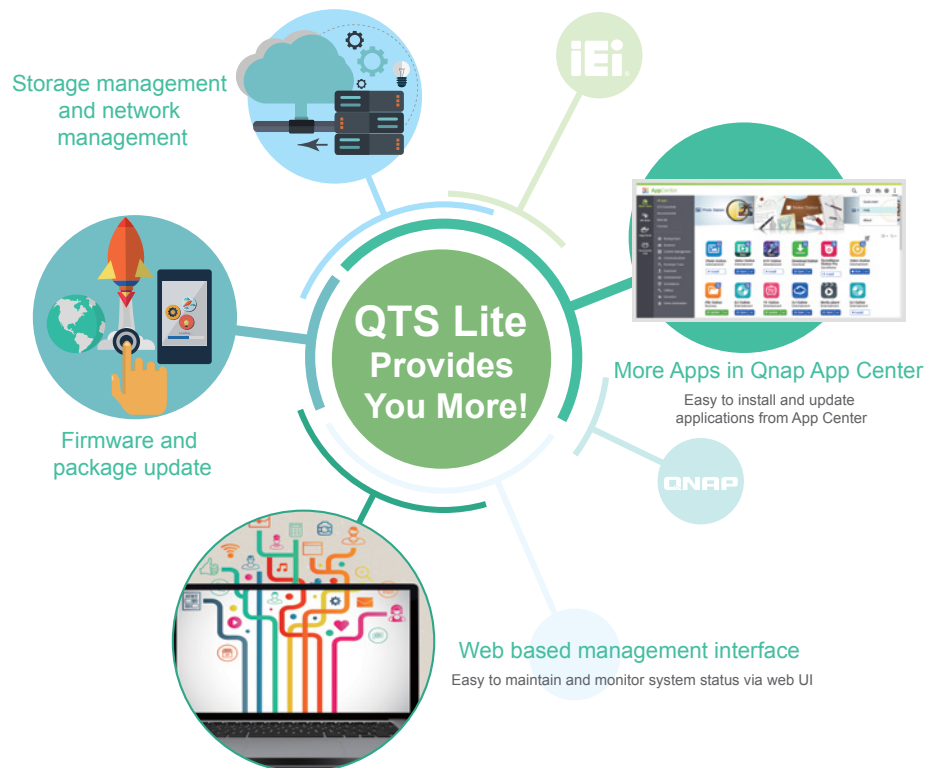 Storage management
and network
management
iEi
AppCenter
QTS Lite
Provides
You More!
More Apps in Qnap App Center
Easy to install and update
applications from App Center
Firmware and
package update
QNAP
Web based management interface
Easy to maintain and monitor system status via web UI